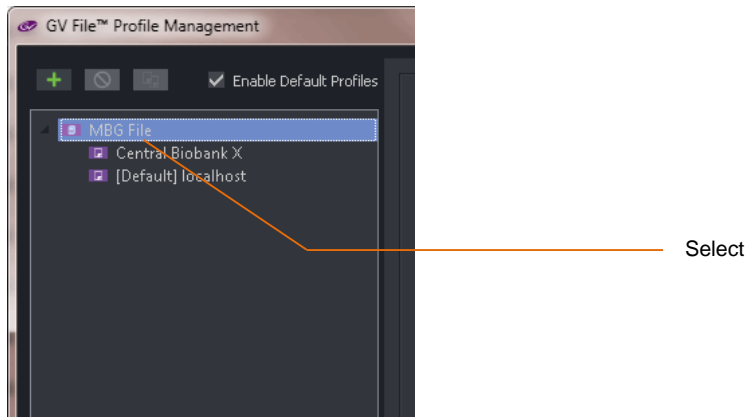 GV File™ Profile Management
Enable Default Profiles
MBG File
Central Biobank X
[Default] localhost
Select